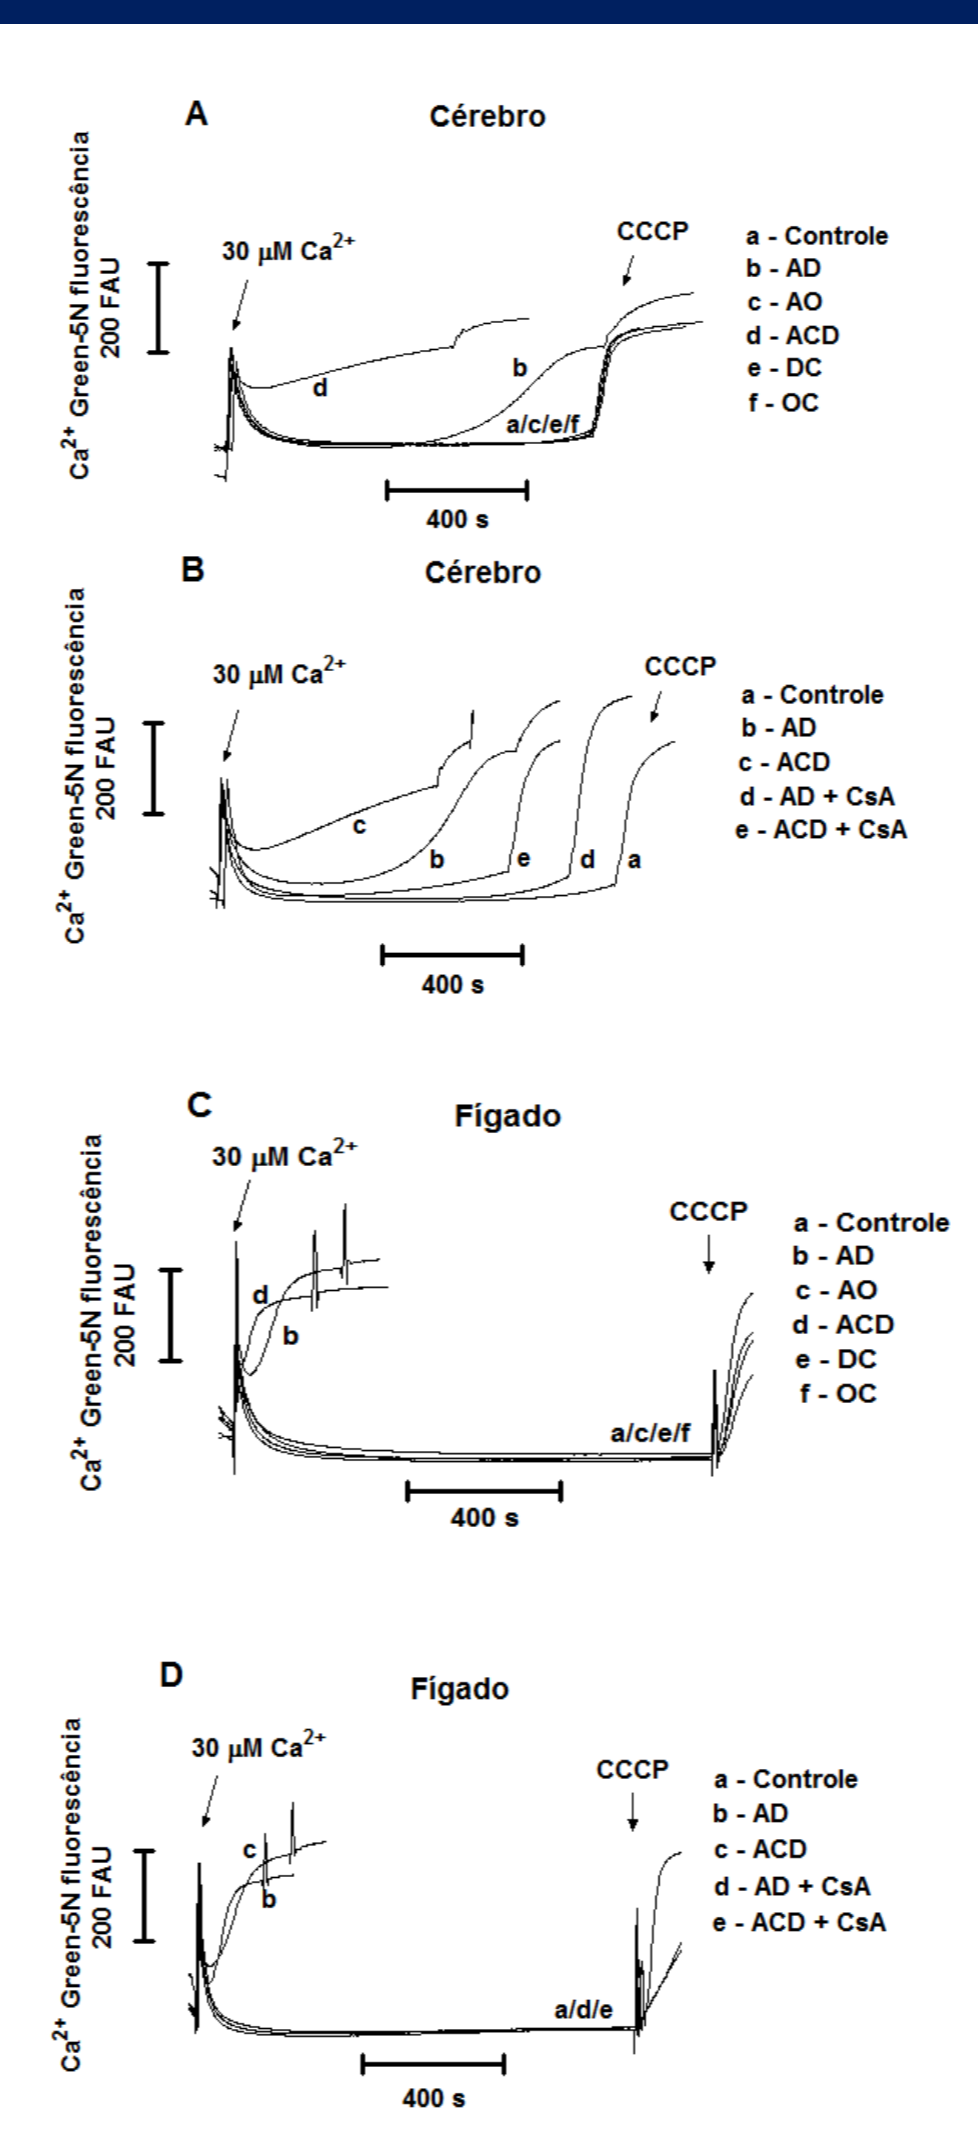 A
Cérebro
Ca2+ Green-5N fluorescência
200 FAU
30 µM Ca2+
CCCP
a - Controle
b - AD
c - AO
d - ACD
e - DC
f - OC
d
b
a/c/e/f
400 s
B
Cérebro
Ca2+ Green-5N fluorescência
200 FAU
30 µM Ca2+
CCCP
a - Controle
b - AD
c - ACD
d - AD + CsA
e - ACD + CsA
c
b
e
d
a
400 s
C
Fígado
Ca2+ Green-5N fluorescência
200 FAU
30 µM Ca2+
CCCP
a - Controle
b - AD
c - AO
d - ACD
e - DC
f - OC
d
b
a/c/e/f
400 s
D
Fígado
Ca2+ Green-5N fluorescência
200 FAU
30 µM Ca2+
CCCP
a - Controle
b - AD
c - ACD
d - AD + CsA
e - ACD + CsA
c
b
a/d/e
400 s